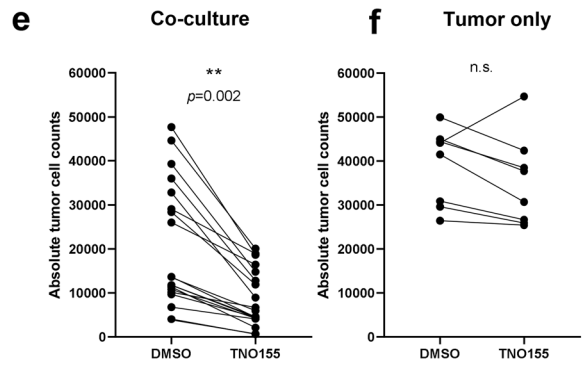 e
Co-culture
**
p=0.002
Absolute tumor cell counts
60000
50000
40000
30000
20000
10000
0
DMSO
TNO155
f
Tumor only
n.s.
Absolute tumor cell counts
60000
50000
40000
30000
20000
10000
0
DMSO
TNO155